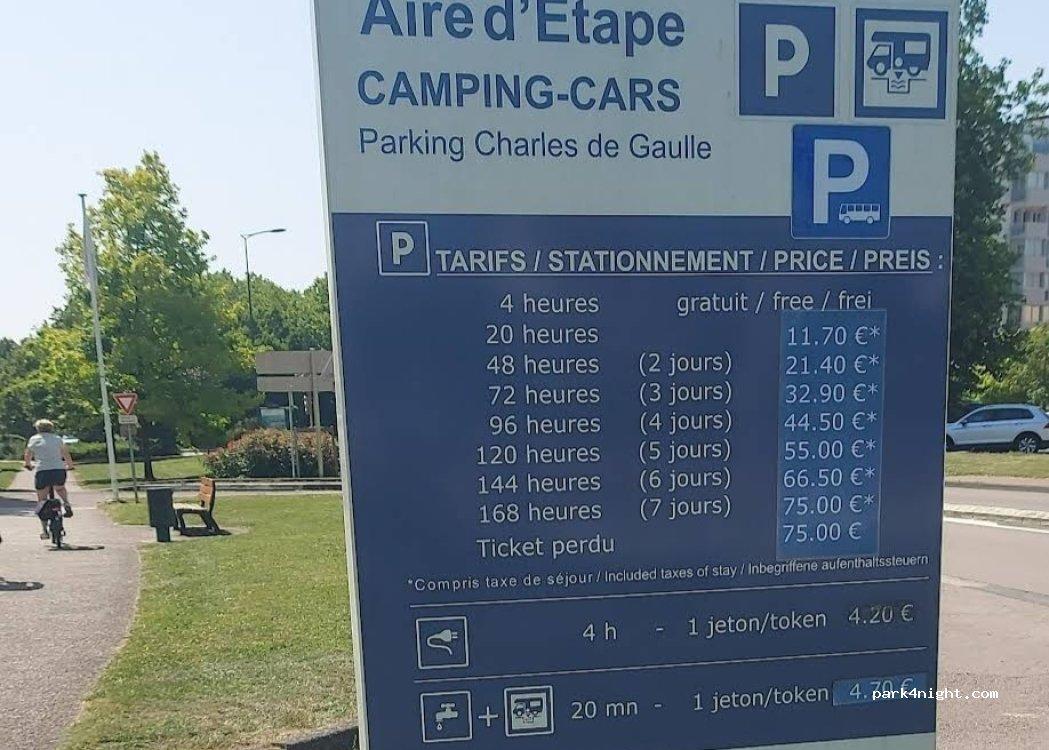 Aire d'Etape
CAMPING-CARS
Parking Charles de Gaulle
P
P
P
P TARIFS / STATIONNEMENT / PRICE / PREIS :
4 heures gratuit / free / frei
20 heures 11.70 €*
48 heures (2 jours) 21.40 €*
72 heures (3 jours) 32.90 €*
96 heures (4 jours) 44.50 €*
120 heures (5 jours) 55.00 €*
144 heures (6 jours) 66.50 €*
168 heures (7 jours) 75.00 €*
Ticket perdu 75.00 €
*Compris taxe de séjour / Included taxes of stay / Inbegriffene aufenthaltssteuern
4 h - 1 jeton/token 4.20 €
+ 20 mn - 1 jeton/token 4.70 €
park4night.com